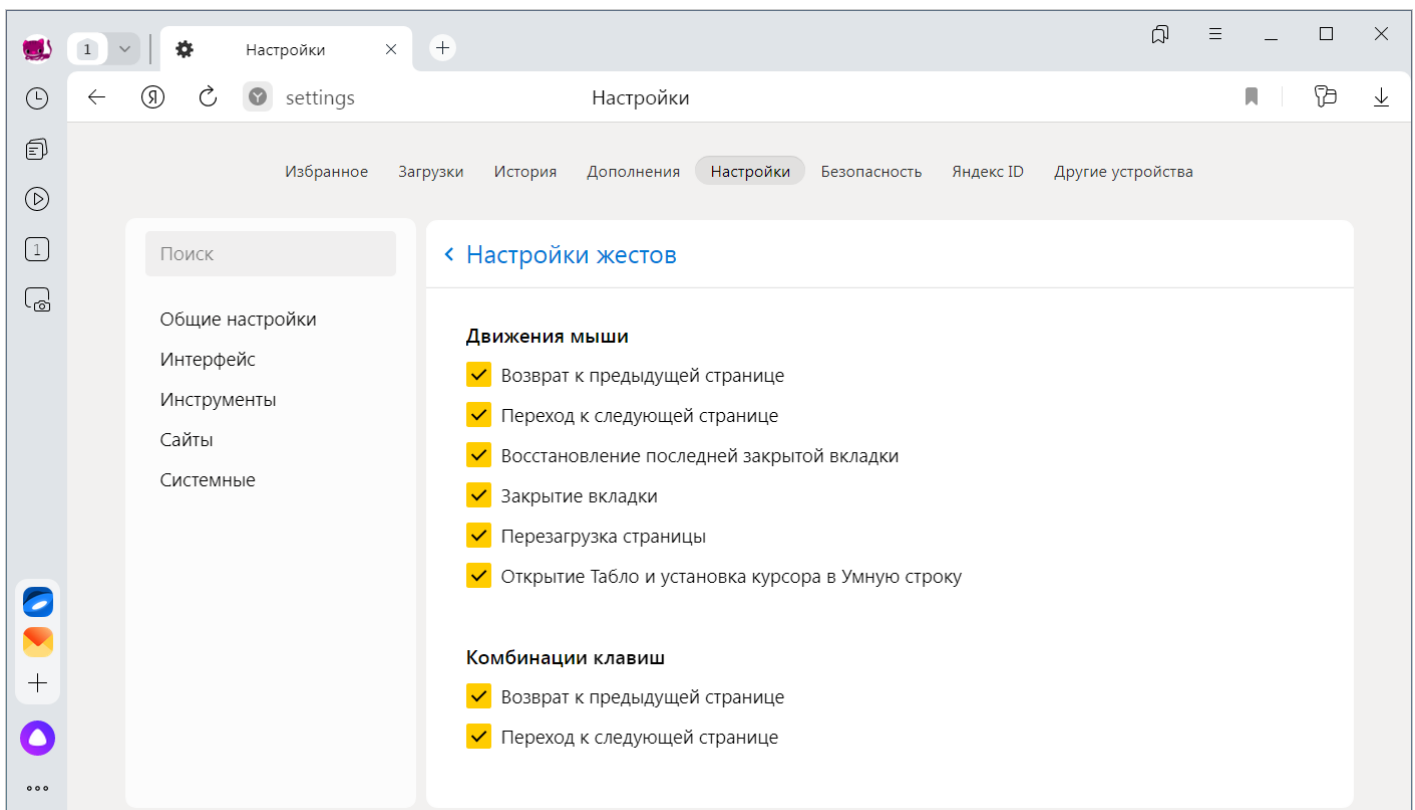 1
Настройки
Я
settings
Настройки
1
Избранное Загрузки История Дополнения Настройки Безопасность Яндекс ID Другие устройства
Поиск
Общие настройки
Интерфейс
Инструменты
Сайты
Системные
Настройки жестов
Движения мыши
Возврат к предыдущей странице
Переход к следующей странице
Восстановление последней закрытой вкладки
Закрытие вкладки
Перезагрузка страницы
Открытие Табло и установка курсора в Умную строку
Комбинации клавиш
Возврат к предыдущей странице
Переход к следующей странице